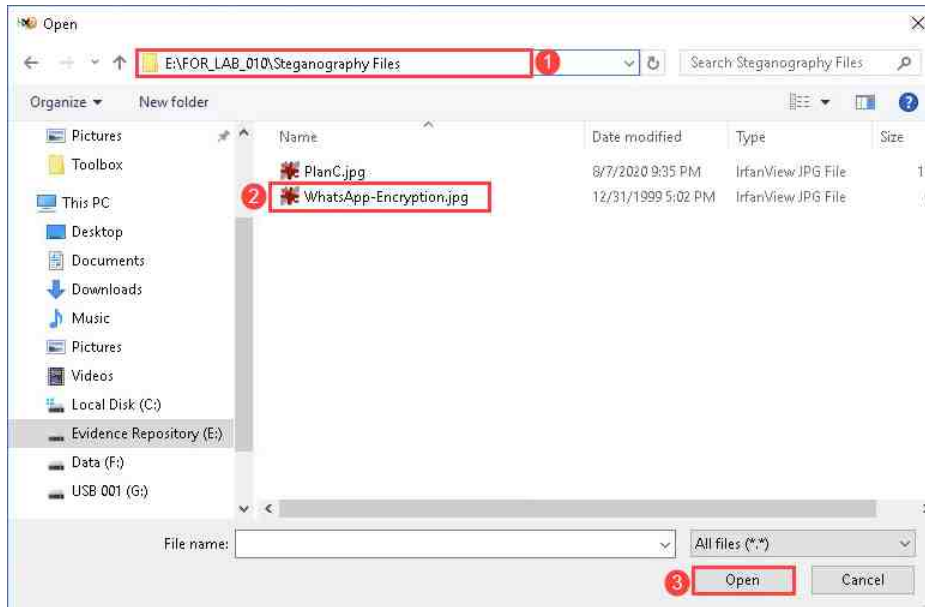 Open
E:\FOR_LAB_010\Steganography Files
1
Search Steganography Files
Organize
New folder
Name
Date modified
Type
Size
Pictures
Toolbox
This PC
Desktop
Documents
Downloads
Music
Pictures
Videos
Local Disk (C:)
Evidence Repository (E:)
Data (F:)
USB 001 (G:)
PlanC.jpg
8/7/2020 9:35 PM
IrfanView JPG File
1
2
WhatsApp-Encryption.jpg
12/31/1999 5:02 PM
IrfanView JPG File
File name:
All files (*.*)
3
Open
Cancel